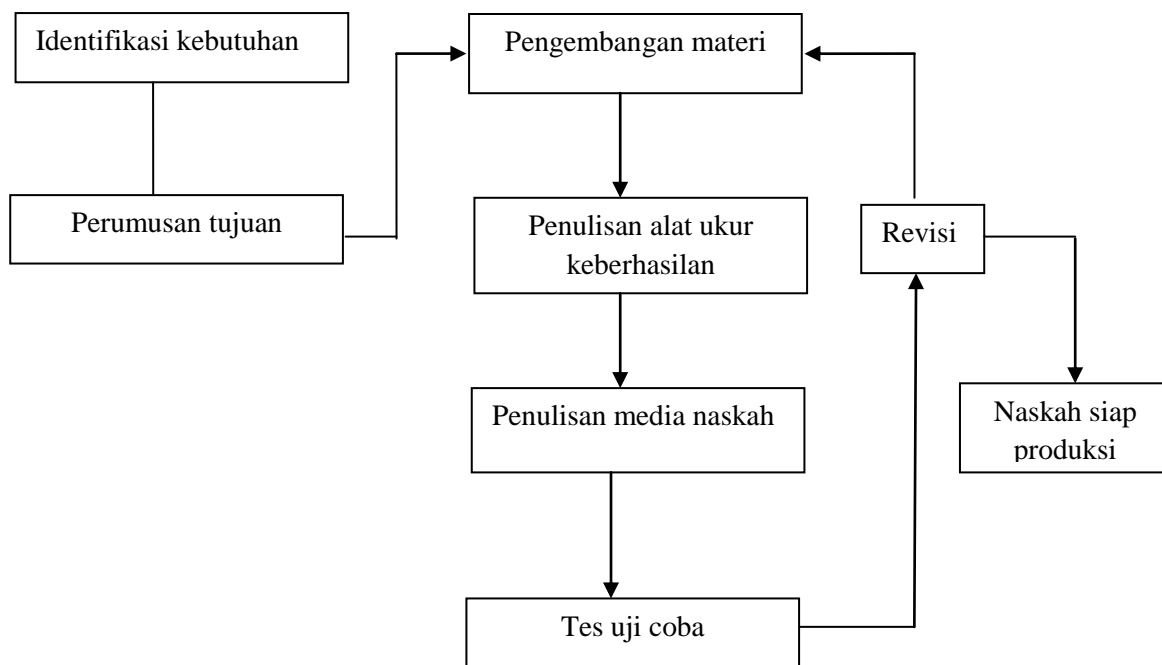 Identifikasi kebutuhan
Pengembangan materi
Perumusan tujuan
Penulisan alat ukur
keberhasilan
Revisi
Penulisan media naskah
Naskah siap
produksi
Tes uji coba